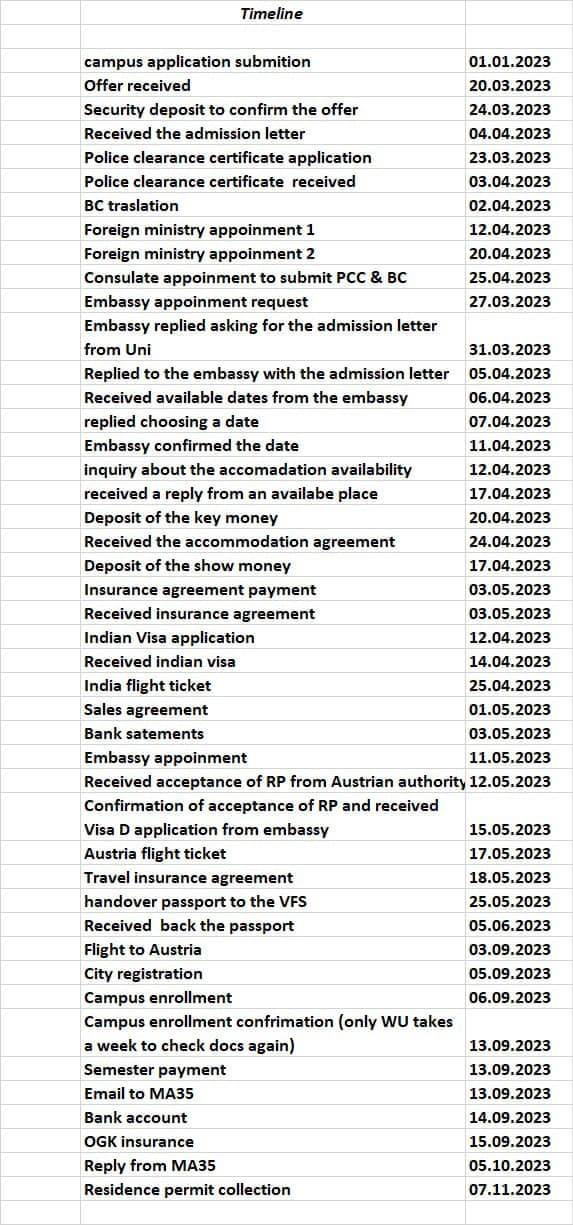 Timeline
campus application submition 01.01.2023
Offer received 20.03.2023
Security deposit to confirm the offer 24.03.2023
Received the admission letter 04.04.2023
Police clearance certificate application 23.03.2023
Police clearance certificate  received 03.04.2023
BC traslation 02.04.2023
Foreign ministry appoinment 1 12.04.2023
Foreign ministry appoinment 2 20.04.2023
Consulate appoinment to submit PCC & BC 25.04.2023
Embassy appoinment request 27.03.2023
Embassy replied asking for the admission letter
from Uni 31.03.2023
Replied to the embassy with the admission letter 05.04.2023
Received available dates from the embassy 06.04.2023
replied choosing a date 07.04.2023
Embassy confirmed the date 11.04.2023
inquiry about the accomadation availability 12.04.2023
received a reply from an availabe place 17.04.2023
Deposit of the key money 20.04.2023
Received the accommodation agreement 24.04.2023
Deposit of the show money 17.04.2023
Insurance agreement payment 03.05.2023
Received insurance agreement 03.05.2023
Indian Visa application 12.04.2023
Received indian visa 14.04.2023
India flight ticket 25.04.2023
Sales agreement 01.05.2023
Bank satements 03.05.2023
Embassy appoinment 11.05.2023
Received acceptance of RP from Austrian authority 12.05.2023
Confirmation of acceptance of RP and received
Visa D application from embassy 15.05.2023
Austria flight ticket 17.05.2023
Travel insurance agreement 18.05.2023
handover passport to the VFS 25.05.2023
Received  back the passport 05.06.2023
Flight to Austria 03.09.2023
City registration 05.09.2023
Campus enrollment 06.09.2023
Campus enrollment confrimation (only WU takes
a week to check docs again) 13.09.2023
Semester payment 13.09.2023
Email to MA35 13.09.2023
Bank account 14.09.2023
OGK insurance 15.09.2023
Reply from MA35 05.10.2023
Residence permit collection 07.11.2023